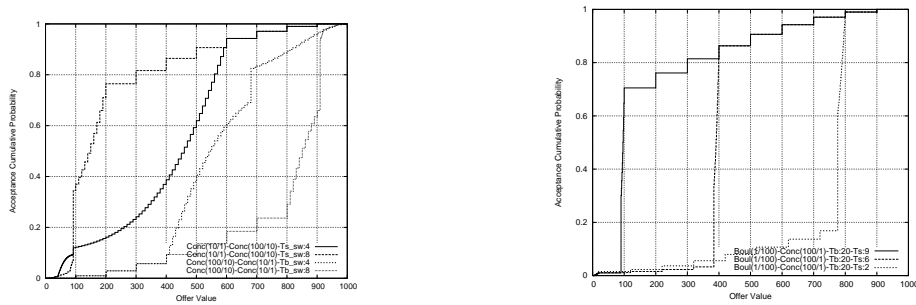 1
0.8
0.6
0.4
0.2
0
Acceptance Cumulative Probability
Conc(10/1)-Conc(100/10)-Ts_sw:4
Conc(10/1)-Conc(100/10)-Ts_sw:8
Conc(100/10)-Conc(10/1)-Tb_sw:4
Conc(100/10)-Conc(10/1)-Tb_sw:8
0 100 200 300 400 500 600 700 800 900 1000
Offer Value
1
0.8
0.6
0.4
0.2
0
Acceptance Cumulative Probability
Boul(1/100)-Conc(100/1)-Tb:20-Ts:9
Boul(1/100)-Conc(100/1)-Tb:20-Ts:6
Boul(1/100)-Conc(100/1)-Tb:20-Ts:2
0 100 200 300 400 500 600 700 800 900 1000
Offer Value